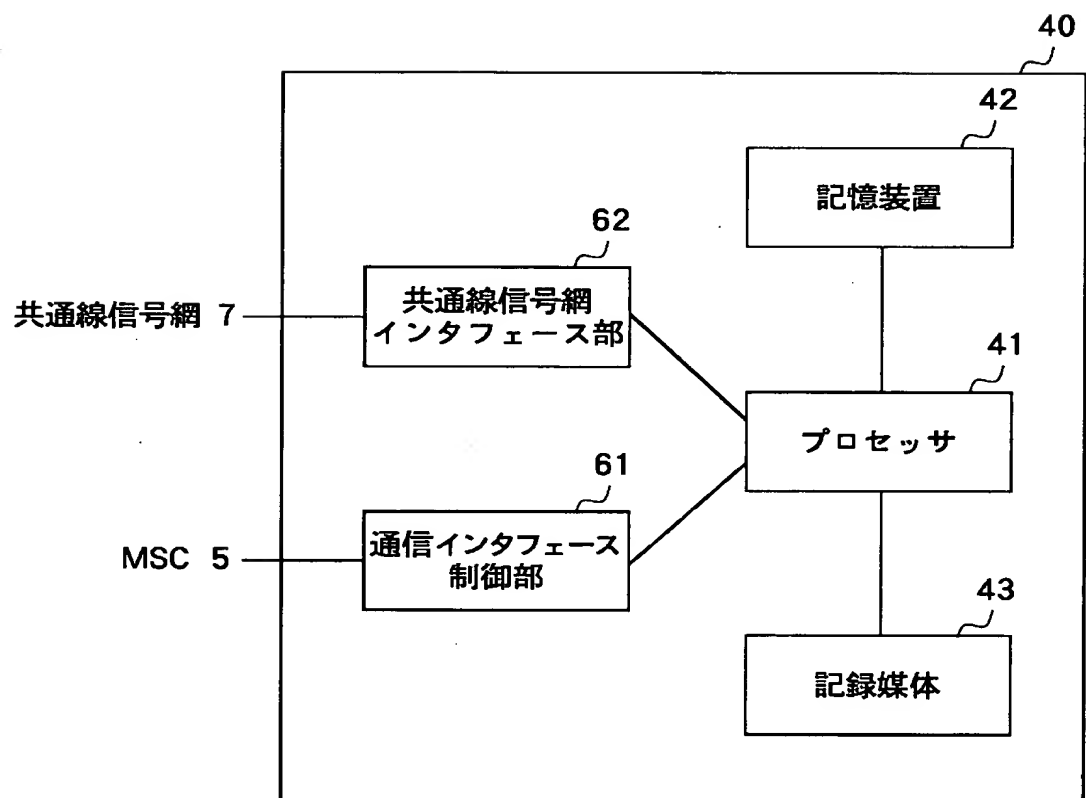 40
42
記憶装置
62
共通線信号網 7
共通線信号網
インタフェース部
41
プロセッサ
61
MSC 5
通信インタフェース
制御部
43
記録媒体